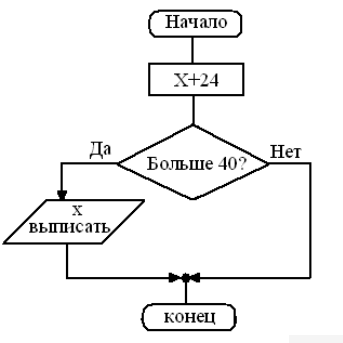 Начало
X+24
Больше 40?
Да
Нет
x
выписать
конец